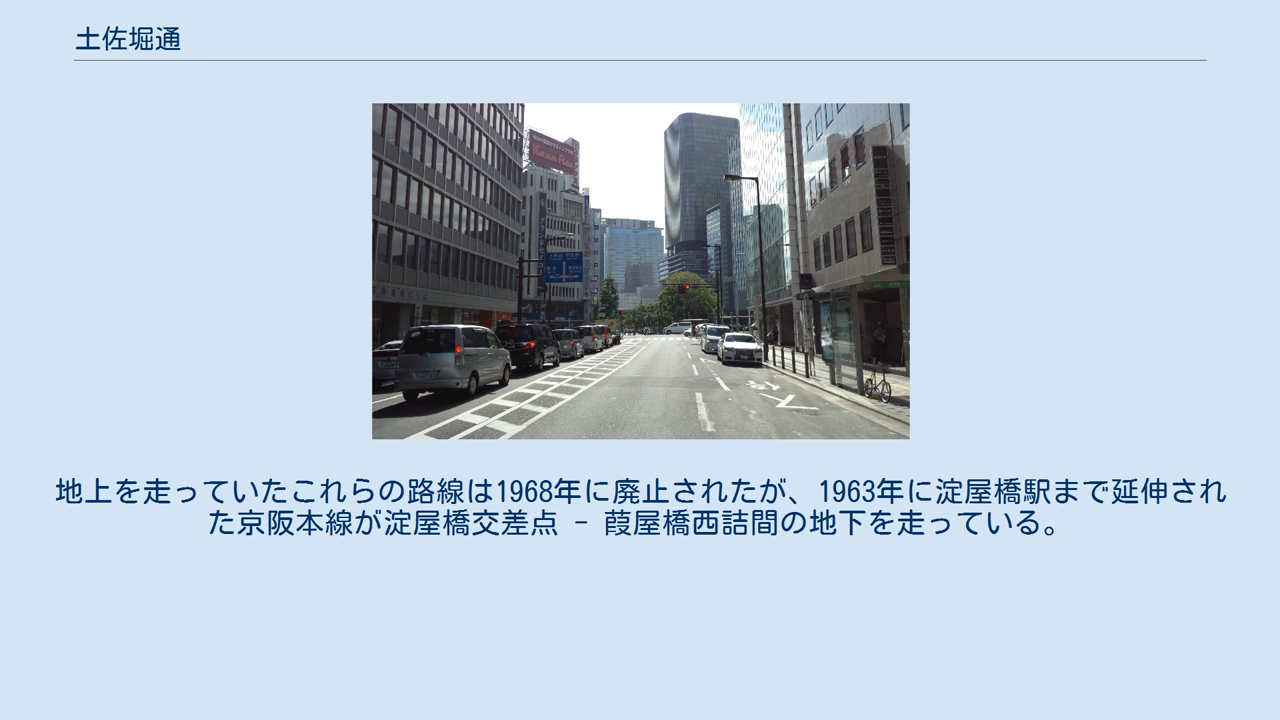 土佐堀通
地上を走っていたこれらの路線は1968年に廃止されたが、1963年に淀屋橋駅まで延伸され
た京阪本線が淀屋橋交差点 - 葭屋橋西詰間の地下を走っている。